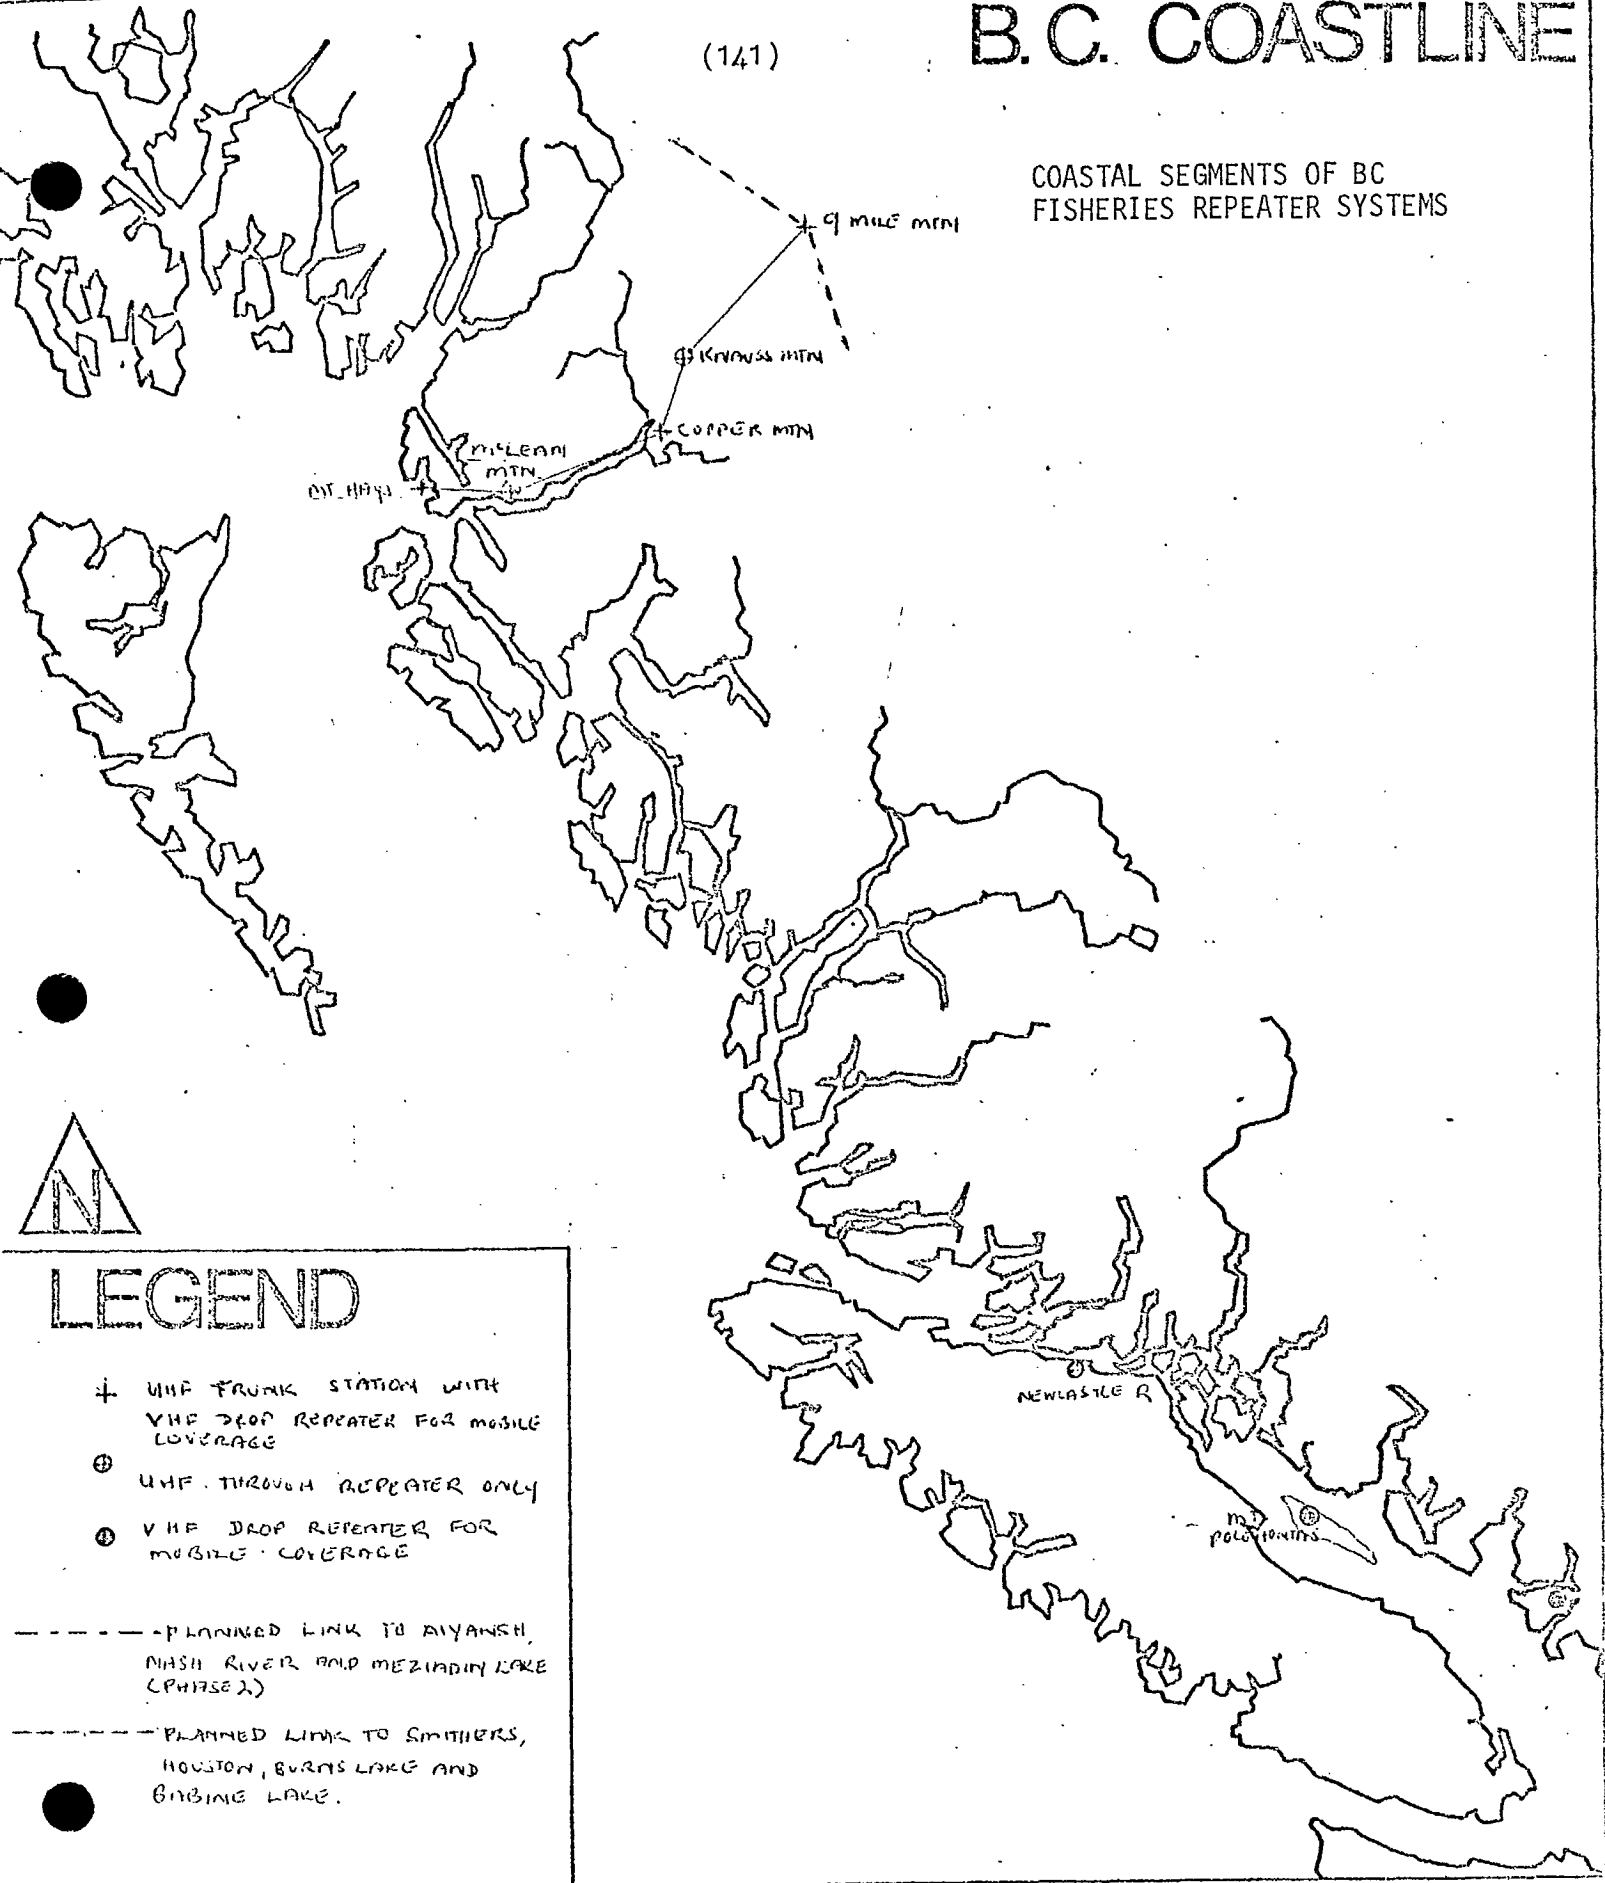 B.C. COASTLINE
(141)
COASTAL SEGMENTS OF BC
FISHERIES REPEATER SYSTEMS
9 MILE MTN
KNAUSS MTN
COPPER MTN
McLEAN
MTN
MT. HAYS
NEWCASTLE R
MT
N
LEGEND
UHF TRUNK STATION WITH
VHF DROP REPEATER FOR MOBILE
COVERAGE
UHF. THROUGH REPEATER ONLY
VHF DROP REPEATER FOR
MOBILE COVERAGE
PLANNED LINK TO AIYANSH,
NASH RIVER AND MEZIADIN LAKE
(PHASE 2)
PLANNED LINK TO SMITHERS,
HOUSTON, BURNS LAKE AND
BABINE LAKE.